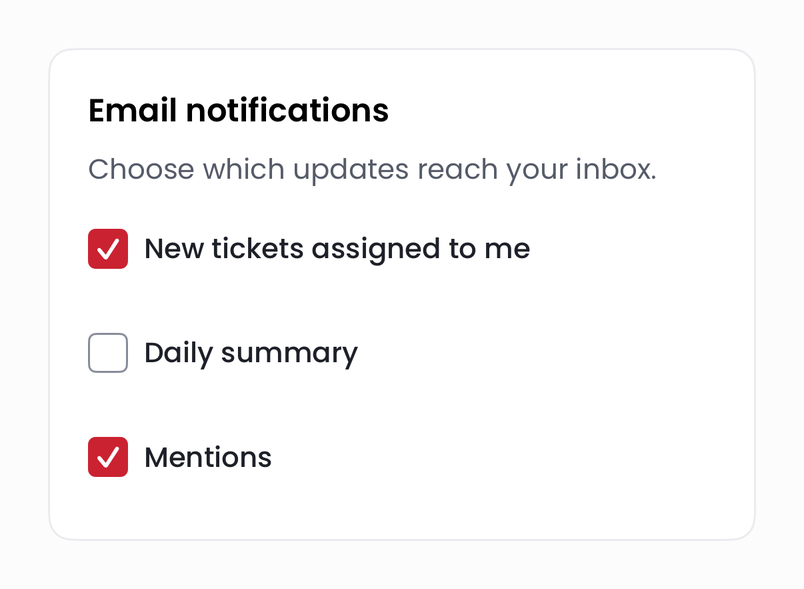 Email notifications
Choose which updates reach your inbox.
New tickets assigned to me
Daily summary
Mentions